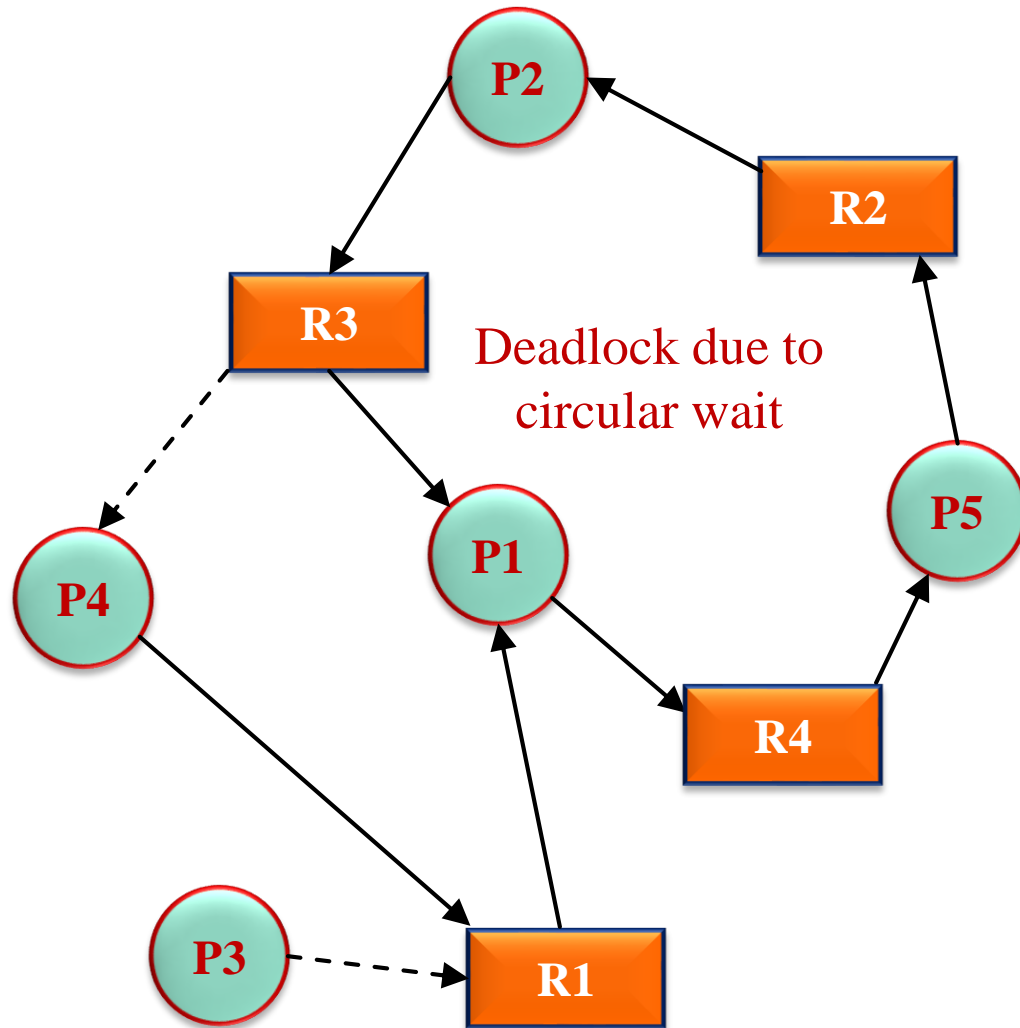 P2
R2
R3
Deadlock due to
circular wait
P5
P1
P4
R4
P3
R1